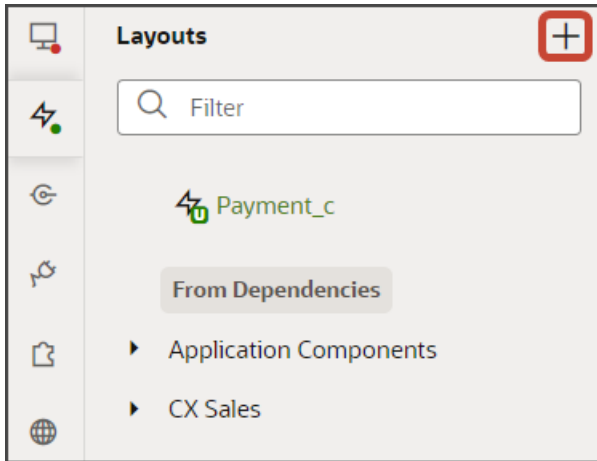 Layouts
Filter
U Payment_c
From Dependencies
Application Components
CX Sales